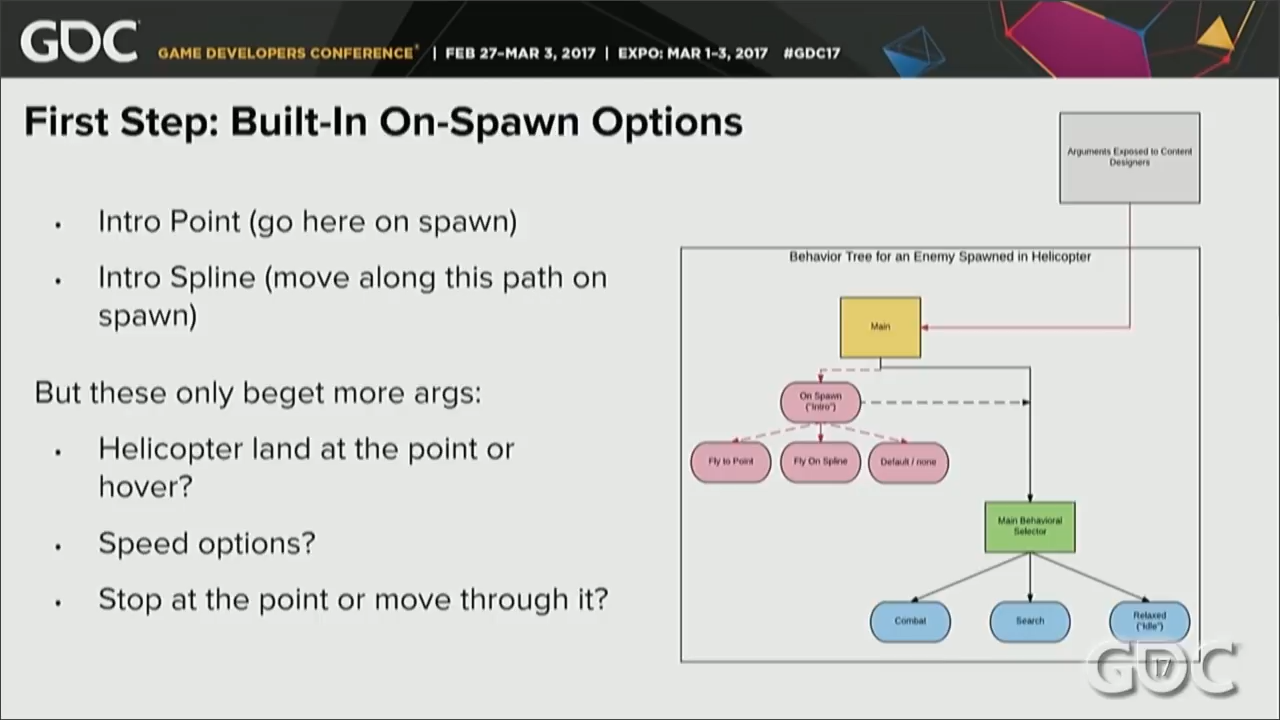 GDC
GAME DEVELOPERS CONFERENCE® | FEB 27–MAR 3, 2017 | EXPO: MAR 1–3, 2017 #GDC17
First Step: Built-In On-Spawn Options
• Intro Point (go here on spawn)
• Intro Spline (move along this path on
spawn)
But these only beget more args:
• Helicopter land at the point or
hover?
• Speed options?
• Stop at the point or move through it?
Arguments Exposed to Content
Designers
Behavior Tree for an Enemy Spawned in Helicopter
Main
On Spawn
("Intro")
Fly to Point
Fly On Spline
Default / none
Main Behavioral
Selector
Combat
Search
Relaxed
("Idle")
GDC
17